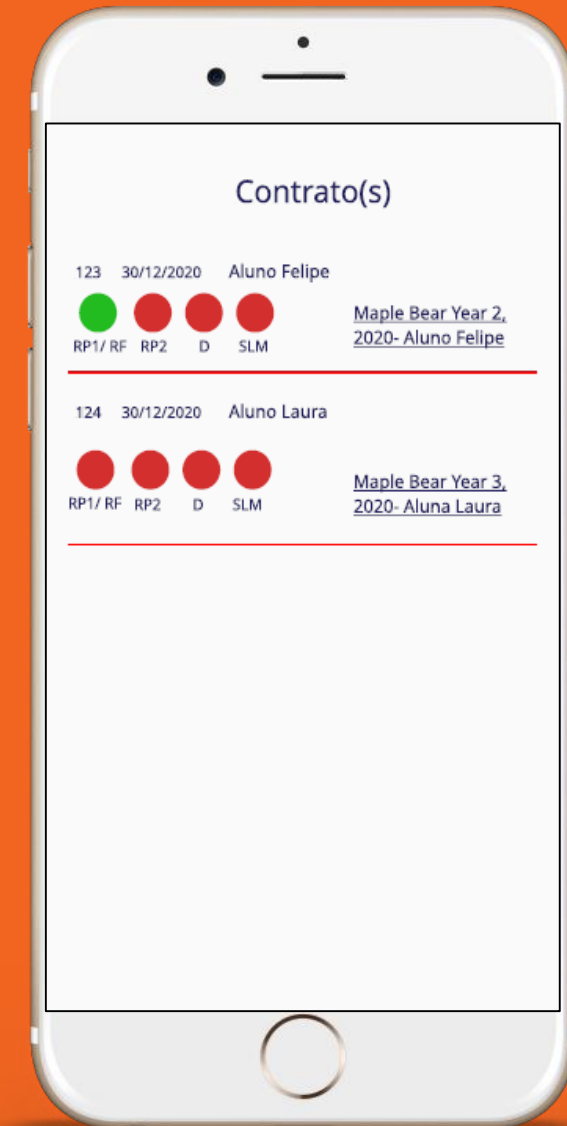 Contrato(s)
123 30/12/2020 Aluno Felipe
RP1/ RF RP2 D SLM
Maple Bear Year 2,
2020- Aluno Felipe
124 30/12/2020 Aluno Laura
RP1/ RF RP2 D SLM
Maple Bear Year 3,
2020- Aluna Laura